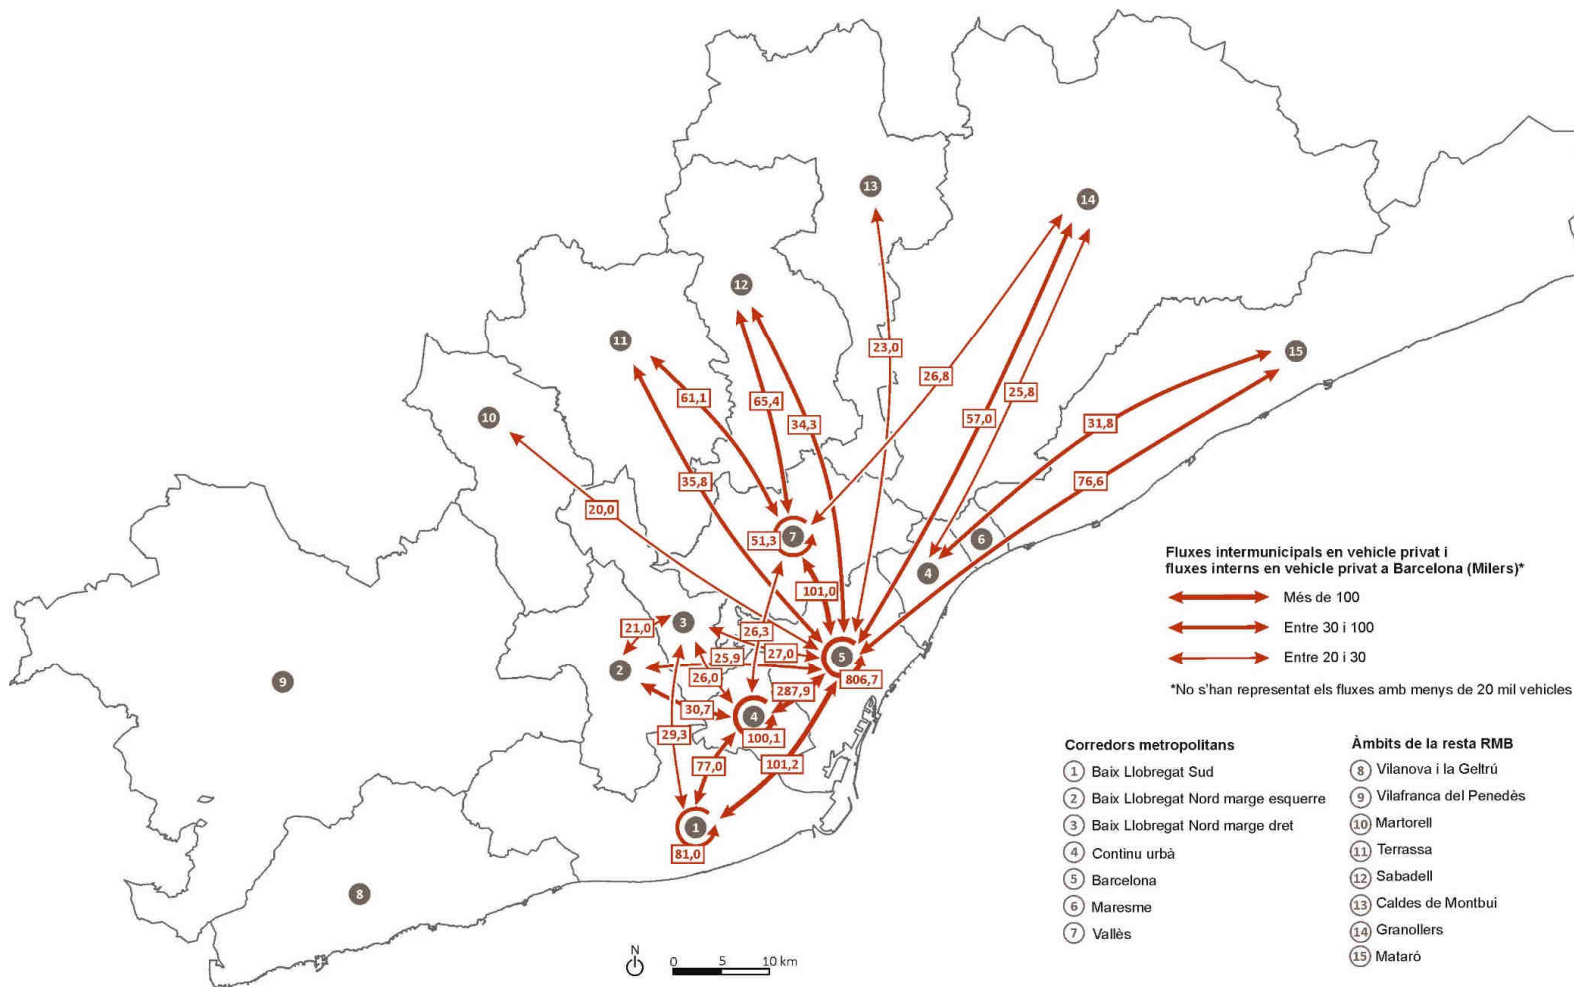 13
14
12
11
15
23,0
26,8
25,8
61,1
65,4
10
57,0
31,8
34,3
35,8
76,6
20,0
51,3
7
6
4
101,0
3
21,0
26,3
27,0
5
25,9
2
26,0
806,7
9
287,9
30,7
4
29,3
100,1
77,0
101,2
1
81,0
8
Fluxes intermunicipals en vehicle privat i
fluxes interns en vehicle privat a Barcelona (Milers)*
Més de 100
Entre 30 i 100
Entre 20 i 30
*No s'han representat els fluxes amb menys de 20 mil vehicles
Corredors metropolitans
1 Baix Llobregat Sud
2 Baix Llobregat Nord marge esquerre
3 Baix Llobregat Nord marge dret
4 Continu urbà
5 Barcelona
6 Maresme
7 Vallès
Àmbits de la resta RMB
8 Vilanova i la Geltrú
9 Vilafranca del Penedès
10 Martorell
11 Terrassa
12 Sabadell
13 Caldes de Montbui
14 Granollers
15 Mataró
N
0 5 10 km